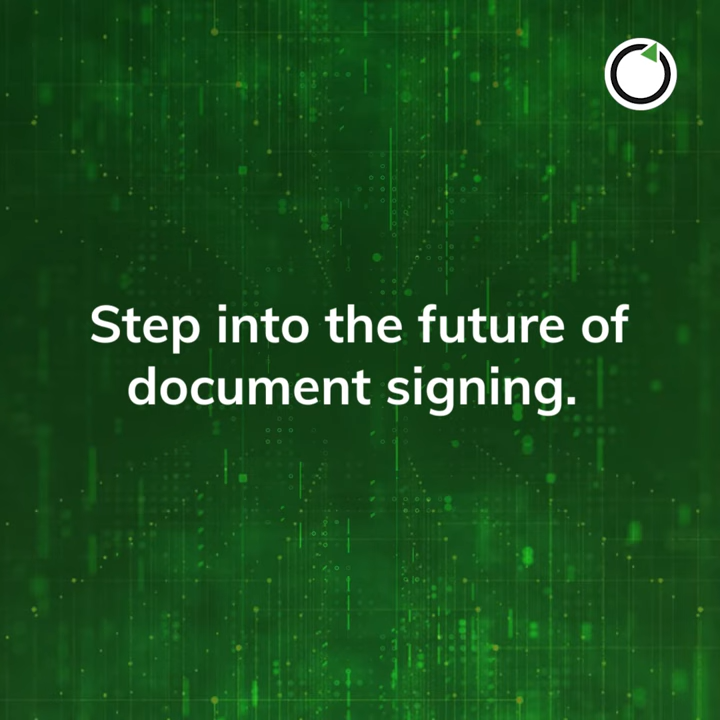 Step into the future of
document signing.